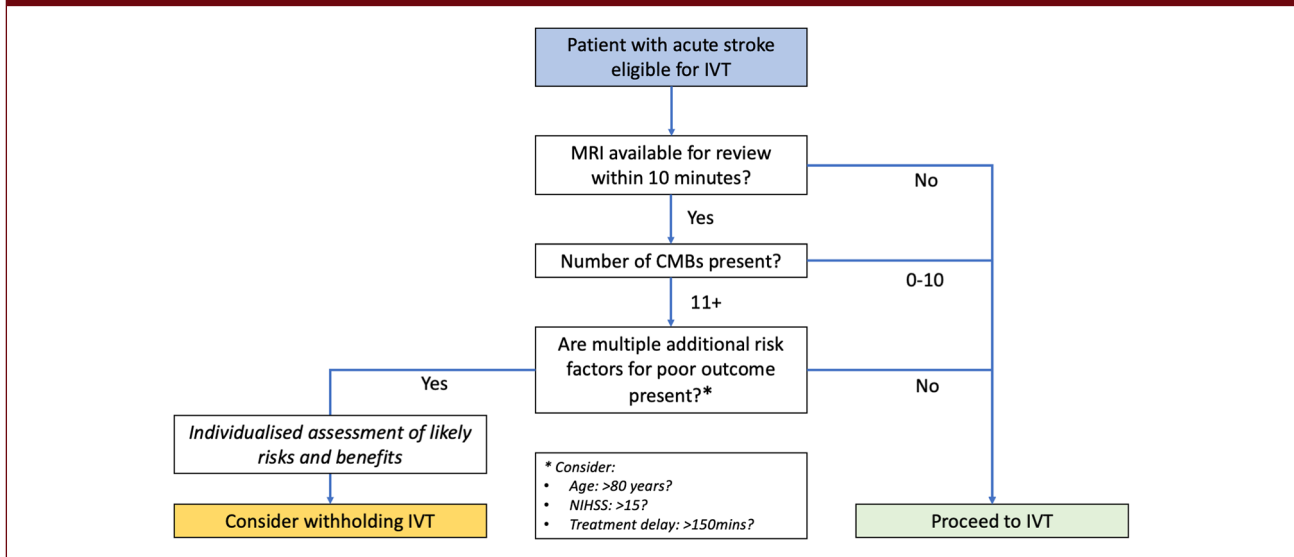 Patient with acute stroke
eligible for IVT
MRI available for review
within 10 minutes?
No
Yes
Number of CMBs present?
0-10
11+
Are multiple additional risk
factors for poor outcome
present?*
Yes
No
Individualised assessment of likely
risks and benefits
* Consider:
• Age: >80 years?
• NIHSS: >15?
• Treatment delay: >150mins?
Consider withholding IVT
Proceed to IVT